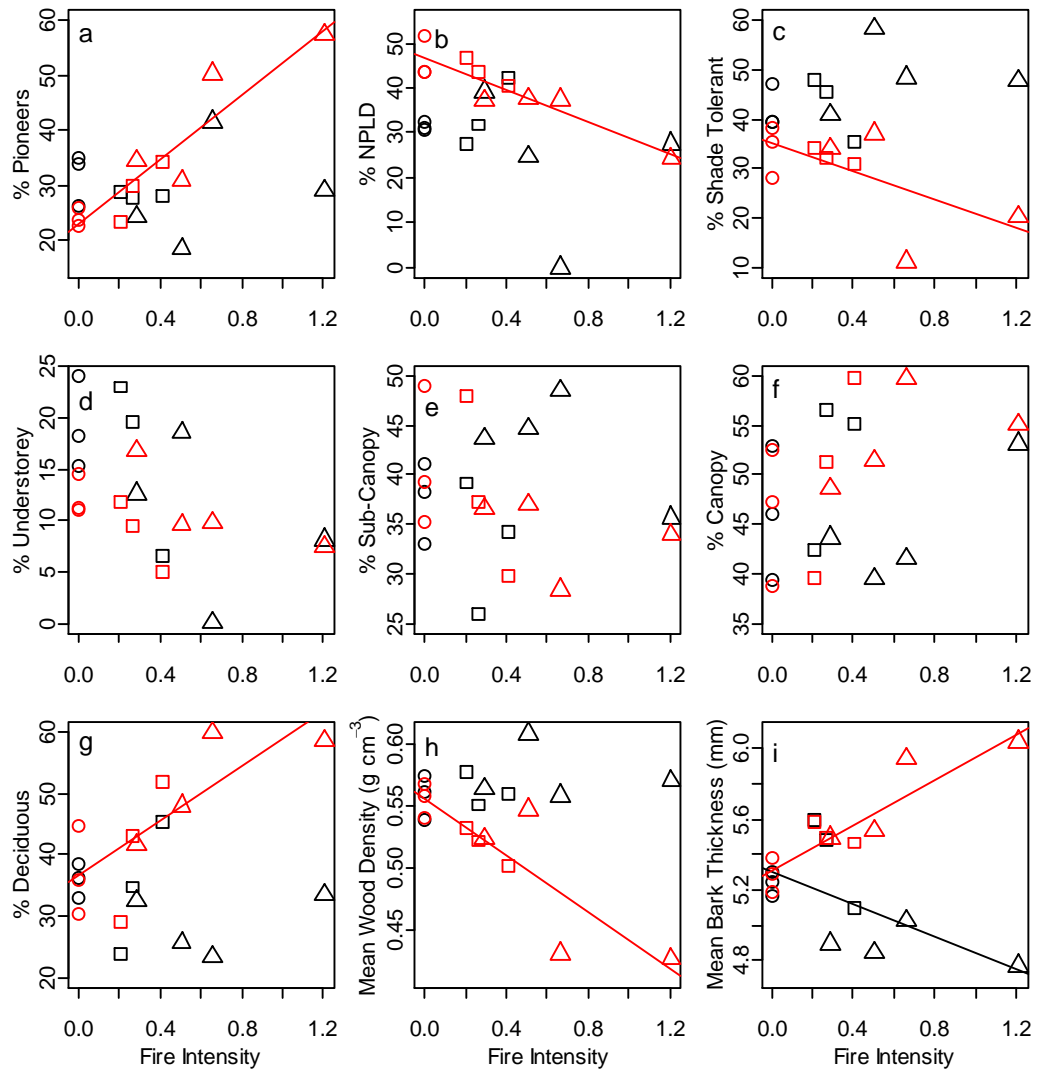 a
% Pioneers
60
50
40
30
20
0.0 0.4 0.8 1.2
b
% NPLD
50
40
30
20
10
0
0.0 0.4 0.8 1.2
c
% Shade Tolerant
60
50
40
30
20
10
0.0 0.4 0.8 1.2
d
% Understorey
25
20
15
10
5
0
0.0 0.4 0.8 1.2
e
% Sub-Canopy
50
45
40
35
30
25
0.0 0.4 0.8 1.2
f
% Canopy
60
55
50
45
40
35
0.0 0.4 0.8 1.2
g
% Deciduous
60
50
40
30
20
0.0 0.4 0.8 1.2
Fire Intensity
h
Mean Wood Density (g cm⁻³)
0.60
0.55
0.50
0.45
0.0 0.4 0.8 1.2
Fire Intensity
i
Mean Bark Thickness (mm)
6.0
5.6
5.2
4.8
0.0 0.4 0.8 1.2
Fire Intensity